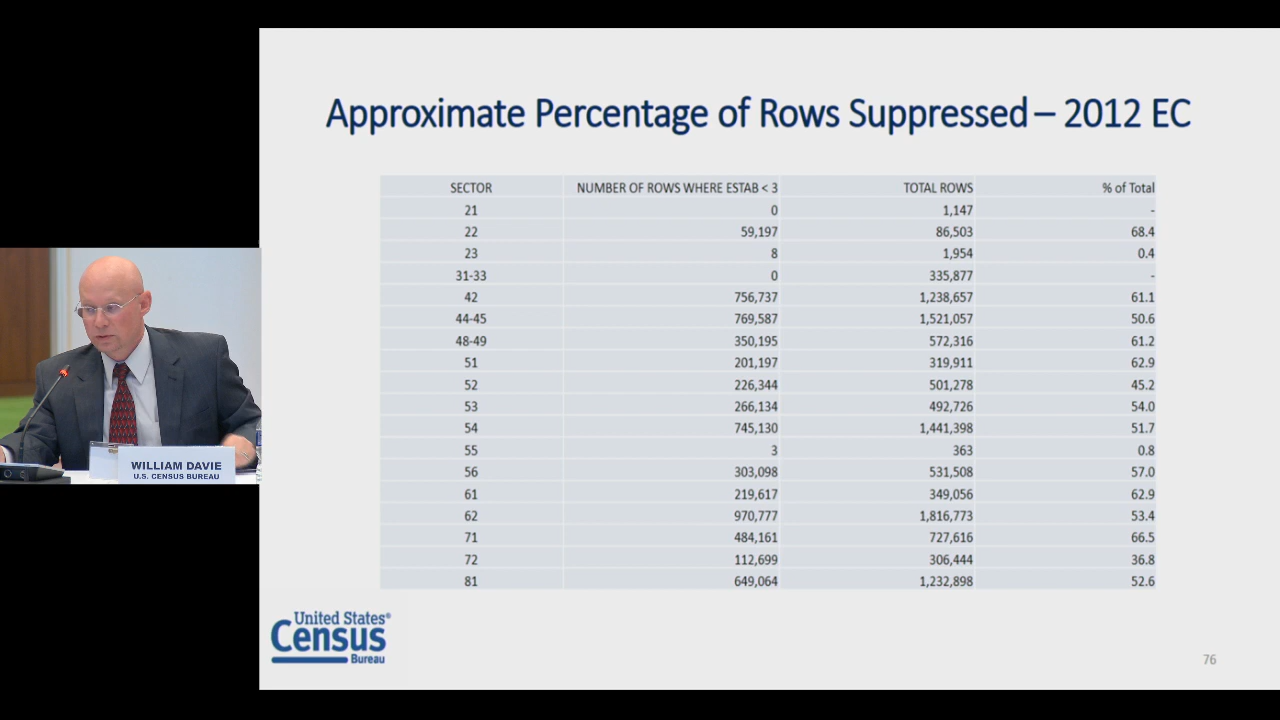 Approximate Percentage of Rows Suppressed – 2012 EC
SECTOR NUMBER OF ROWS WHERE ESTAB < 3 TOTAL ROWS % of Total
21 0 1,147 -
22 59,197 86,503 68.4
23 8 1,954 0.4
31-33 0 335,877 -
42 756,737 1,238,657 61.1
44-45 769,587 1,521,057 50.6
48-49 350,195 572,316 61.2
51 201,197 319,911 62.9
52 226,344 501,278 45.2
53 266,134 492,726 54.0
54 745,130 1,441,398 51.7
55 3 363 0.8
56 303,098 531,508 57.0
61 219,617 349,056 62.9
62 970,777 1,816,773 53.4
71 484,161 727,616 66.5
72 112,699 306,444 36.8
81 649,064 1,232,898 52.6
WILLIAM DAVIE
U.S. CENSUS BUREAU
United States®
Census
Bureau
76